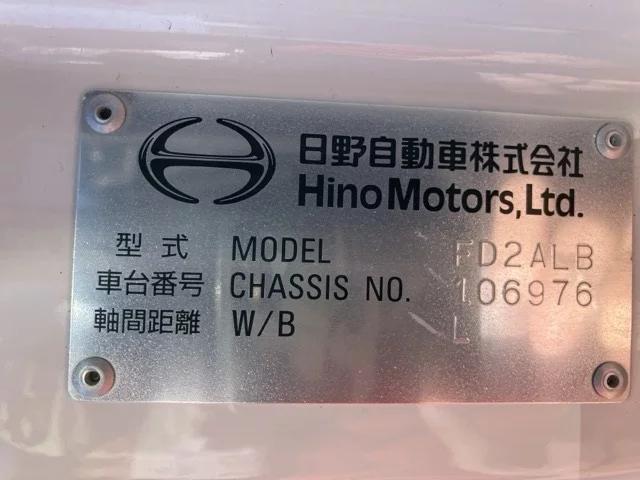 日野自動車株式会社
Hino Motors, Ltd.
型式 MODEL FD2ALB
車台番号 CHASSIS NO. 106976
軸間距離 W/B L